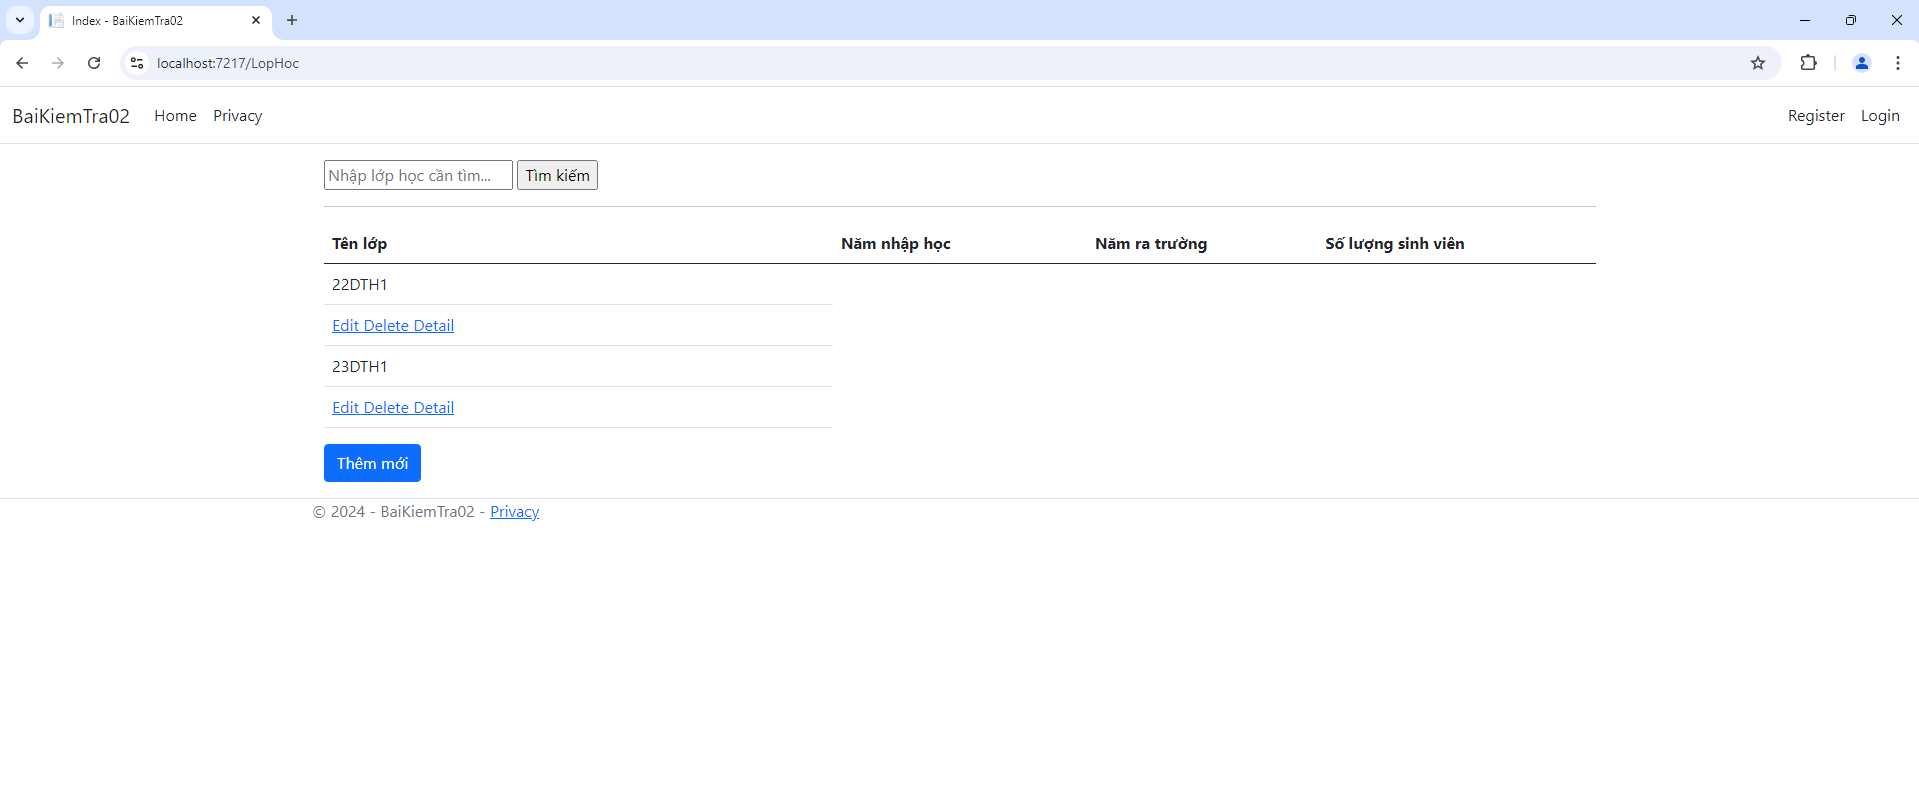 Index - BaiKiemTra02
localhost:7217/LopHoc
BaiKiemTra02 Home Privacy Register Login
Nhập lớp học cần tìm... Tìm kiếm
Tên lớp Năm nhập học Năm ra trường Số lượng sinh viên
22DTH1
Edit Delete Detail
23DTH1
Edit Delete Detail
Thêm mới
© 2024 - BaiKiemTra02 - Privacy